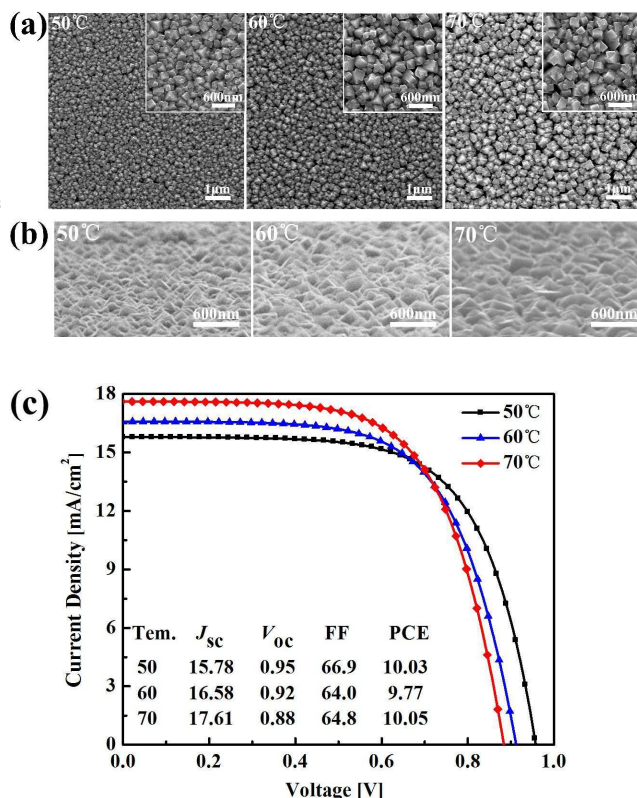 (a)
50℃
60℃
70℃
600nm
600nm
600nm
1μm
1μm
1μm
(b)
50℃
60℃
70℃
600nm
600nm
600nm
(c)
18
15
12
9
6
3
0
Current Density [mA/cm²]
50℃
60℃
70℃
Tem. Jsc Voc FF PCE
50 15.78 0.95 66.9 10.03
60 16.58 0.92 64.0 9.77
70 17.61 0.88 64.8 10.05
0.0 0.2 0.4 0.6 0.8 1.0
Voltage [V]